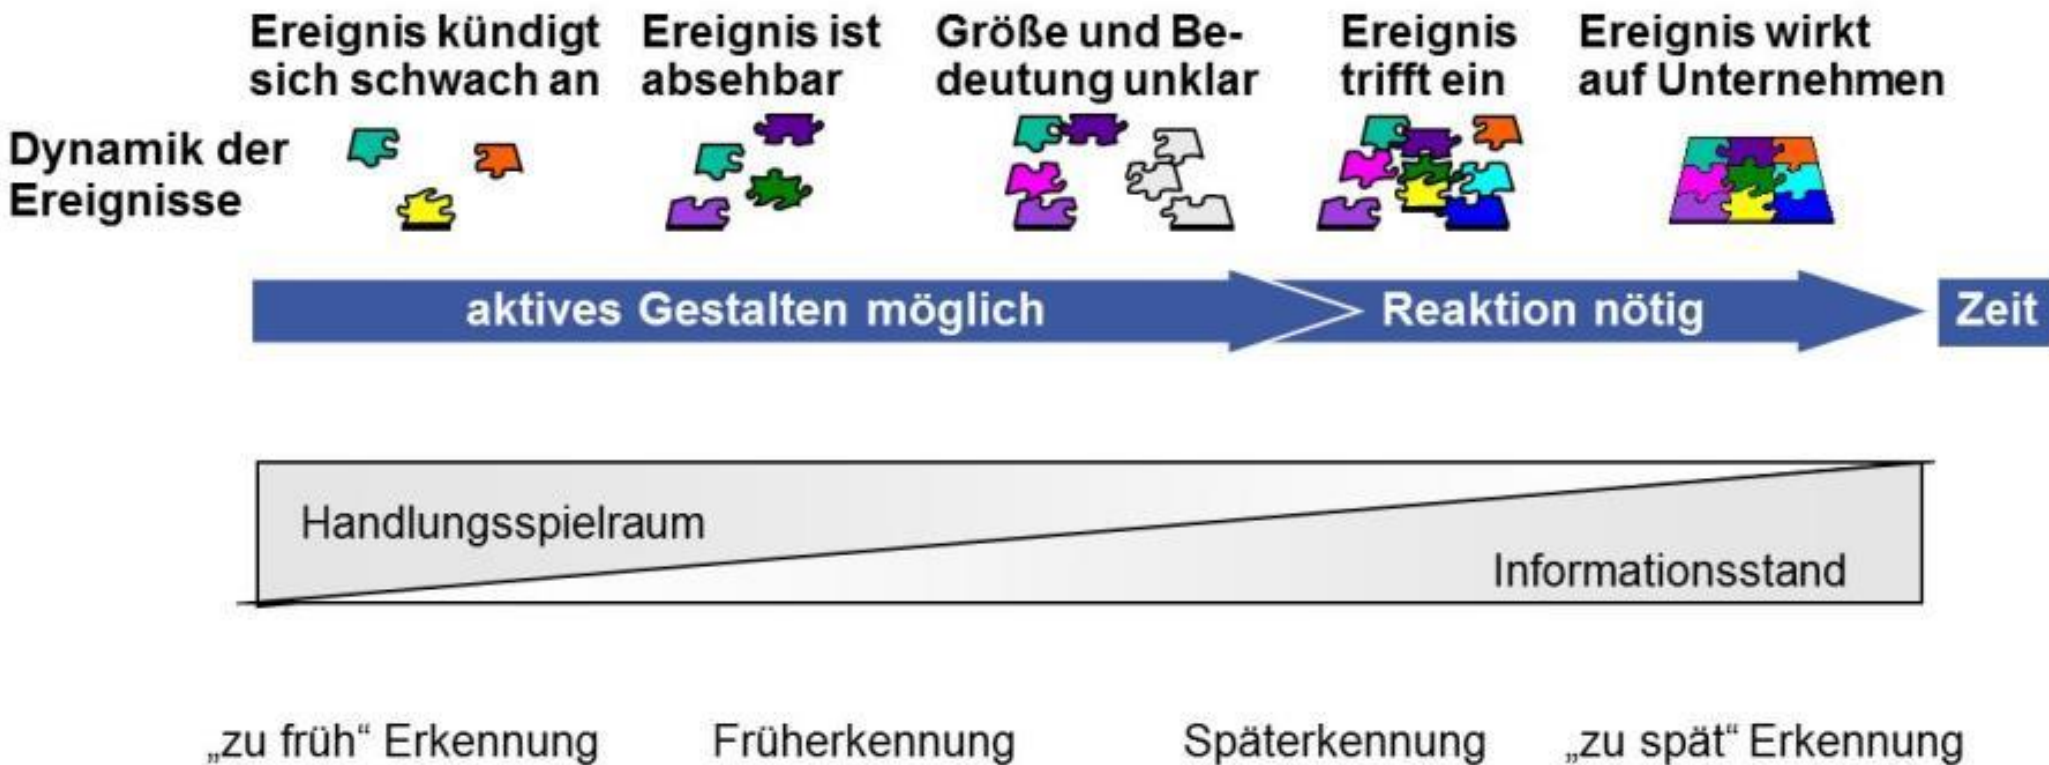 Ereignis kündigt
sich schwach an
Ereignis ist
absehbar
Größe und Be-
deutung unklar
Ereignis
trifft ein
Ereignis wirkt
auf Unternehmen
Dynamik der
Ereignisse
aktives Gestalten möglich
Reaktion nötig
Zeit
Handlungsspielraum
Informationsstand
„zu früh“ Erkennung
Früherkennung
Späterkennung
„zu spät“ Erkennung